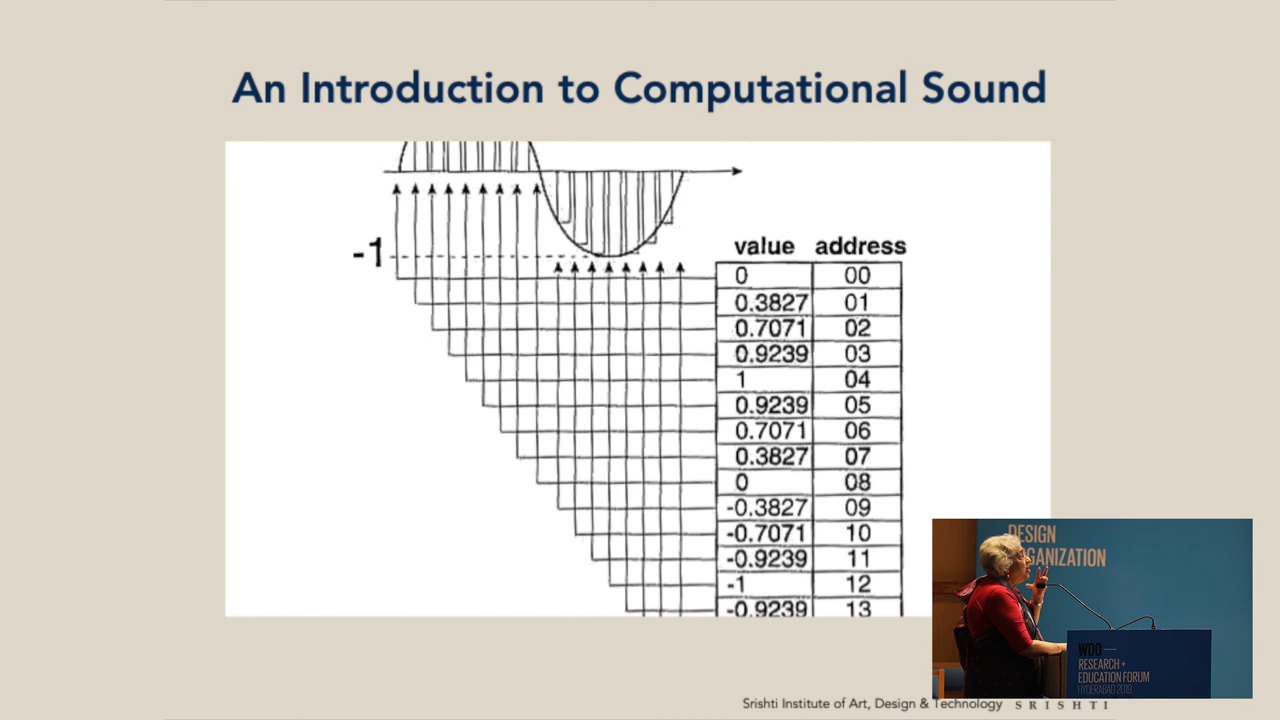 An Introduction to Computational Sound
-1
value address
0 00
0.3827 01
0.7071 02
0.9239 03
1 04
0.9239 05
0.7071 06
0.3827 07
0 08
-0.3827 09
-0.7071 10
-0.9239 11
-1 12
-0.9239 13
DESIGN
ORGANIZATION
WDO—
RESEARCH +
EDUCATION FORUM
HYDERABAD 2019
Srishti Institute of Art, Design & Technology SRISHTI